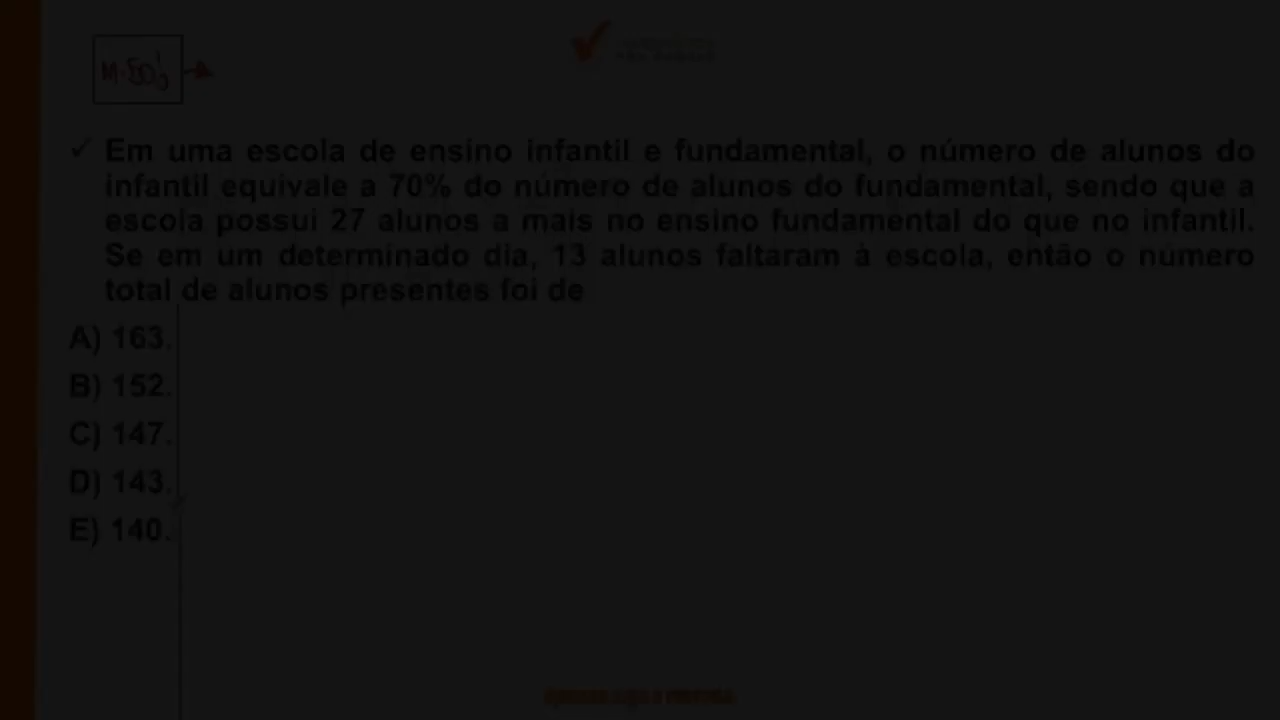 Em uma escola de ensino infantil e fundamental, o número de alunos do
infantil equivale a 70% do número de alunos do fundamental, sendo que a
escola possui 27 alunos a mais no ensino fundamental do que no infantil.
Se em um determinado dia, 13 alunos faltaram à escola, então o número
total de alunos presentes foi de
A) 163.
B) 152.
C) 147.
D) 143.
E) 140.